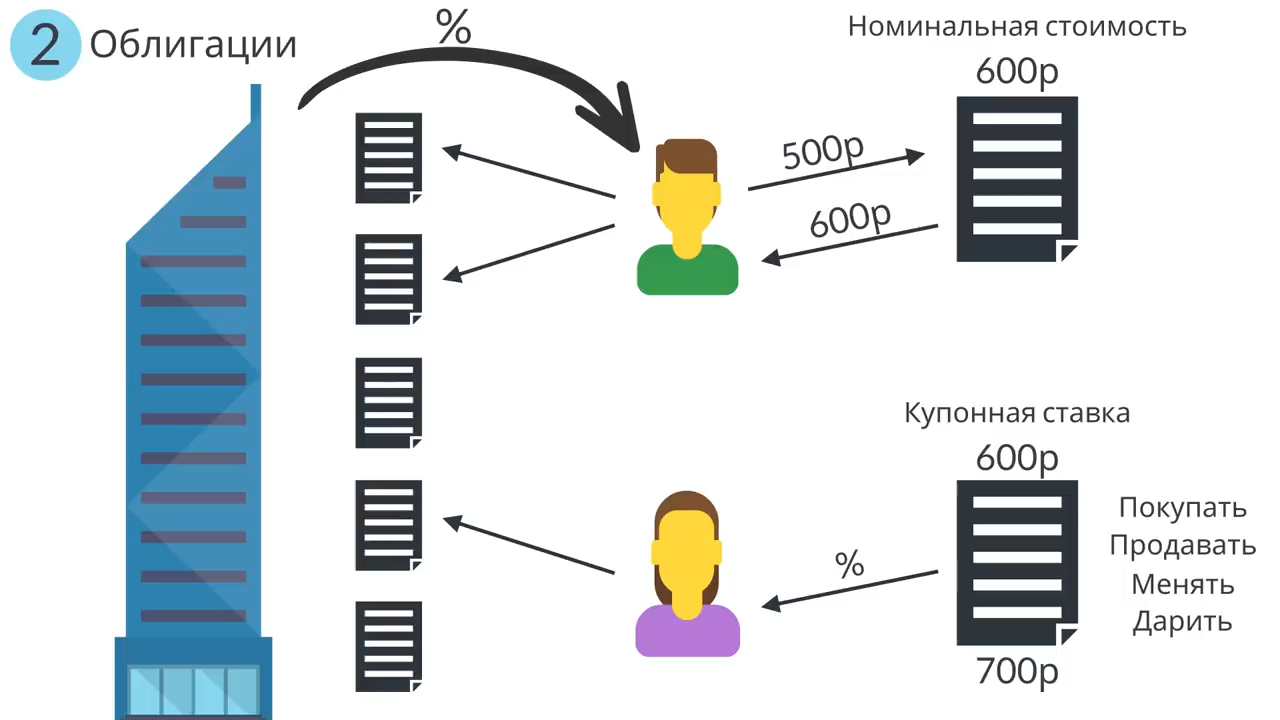 2 Облигации
%
Номинальная стоимость
600р
500р
600р
Купонная ставка
600р
%
Покупать
Продавать
Менять
Дарить
700р